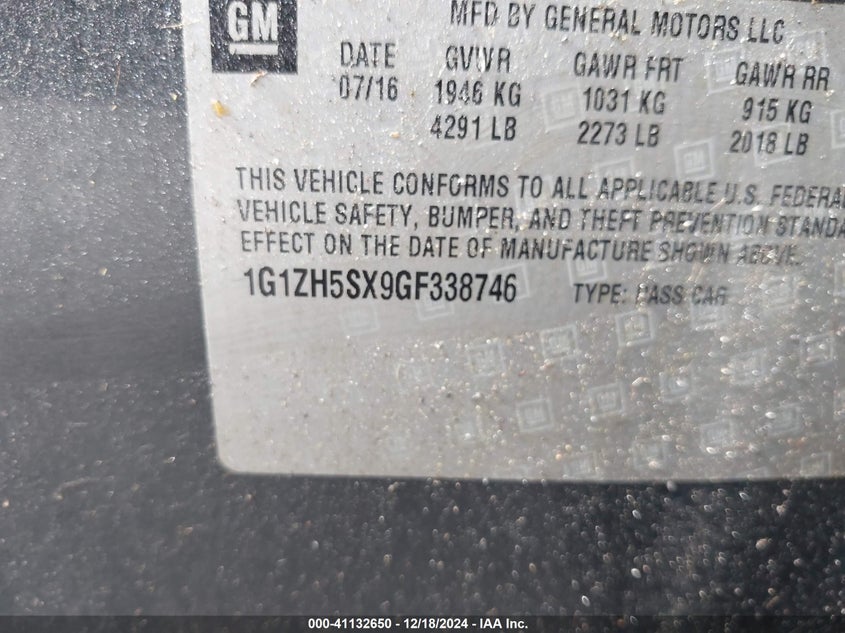 GM
MFD BY GENERAL MOTORS LLC
DATE GVWR GAWR FRT GAWR RR
07/16 1946 KG 1031 KG 915 KG
4291 LB 2273 LB 2018 LB
THIS VEHICLE CONFORMS TO ALL APPLICABLE U.S. FEDERAL
VEHICLE SAFETY, BUMPER, AND THEFT PREVENTION STANDA
EFFECT ON THE DATE OF MANUFACTURE SHOWN ABOVE.
1G1ZH5SX9GF338746 TYPE: PASS CAR
000-41132650 - 12/18/2024 - IAA Inc.